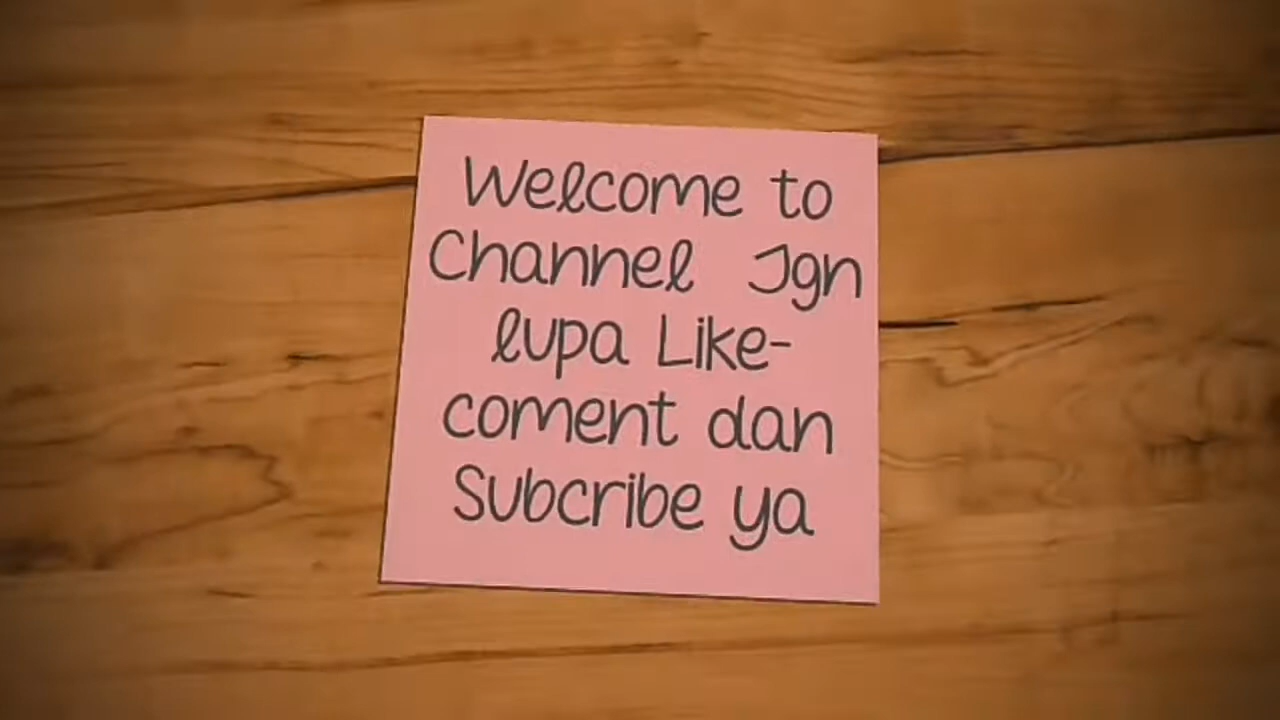 Welcome to
Channel Jgn
lupa Like-
coment dan
Subcribe ya